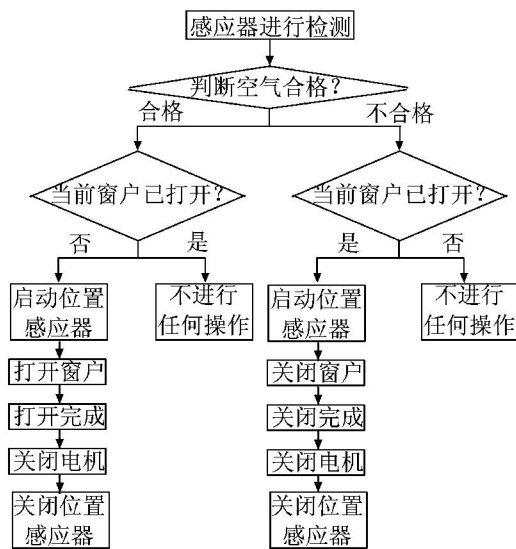 感应器进行检测
判断空气合格?
合格
不合格
当前窗户已打开?
当前窗户已打开?
否
是
是
否
启动位置
感应器
不进行
任何操作
启动位置
感应器
不进行
任何操作
打开窗户
关闭窗户
打开完成
关闭完成
关闭电机
关闭电机
关闭位置
感应器
关闭位置
感应器